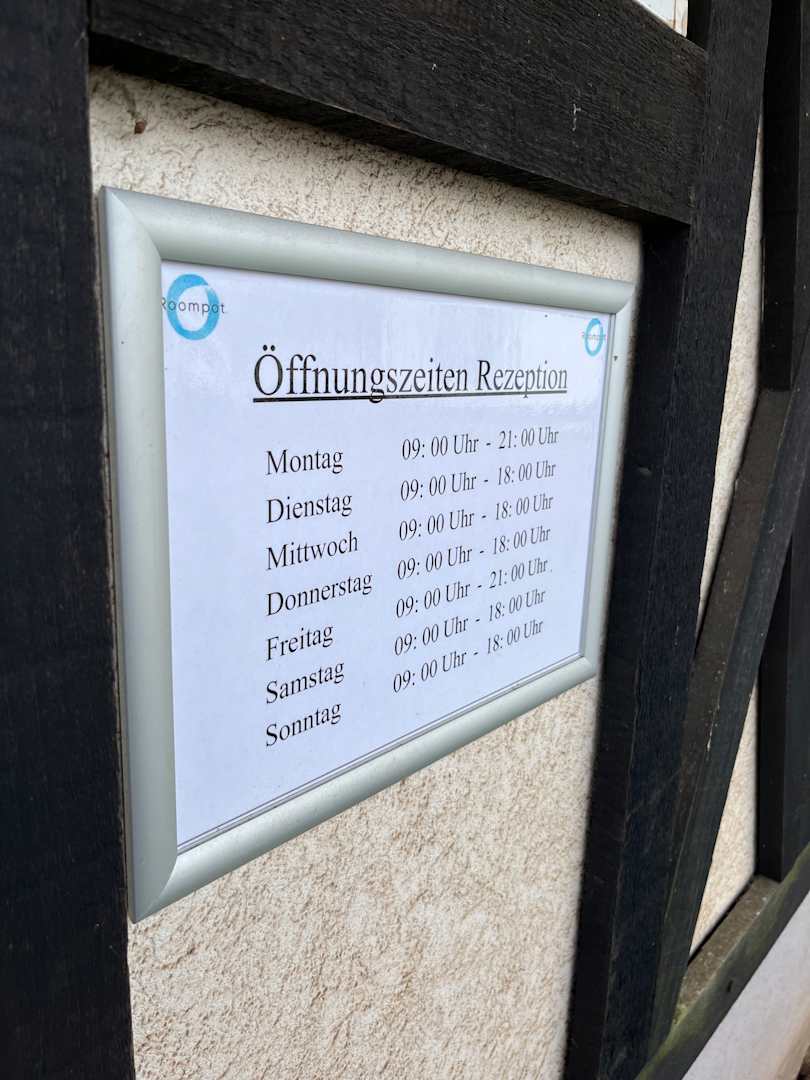 Roompot
Roompot
Öffnungszeiten Rezeption
Montag 09: 00 Uhr - 21: 00 Uhr
Dienstag 09: 00 Uhr - 18: 00 Uhr
Mittwoch 09: 00 Uhr - 18: 00 Uhr
Donnerstag 09: 00 Uhr - 18: 00 Uhr
Freitag 09: 00 Uhr - 21: 00 Uhr
Samstag 09: 00 Uhr - 18: 00 Uhr
Sonntag 09: 00 Uhr - 18: 00 Uhr